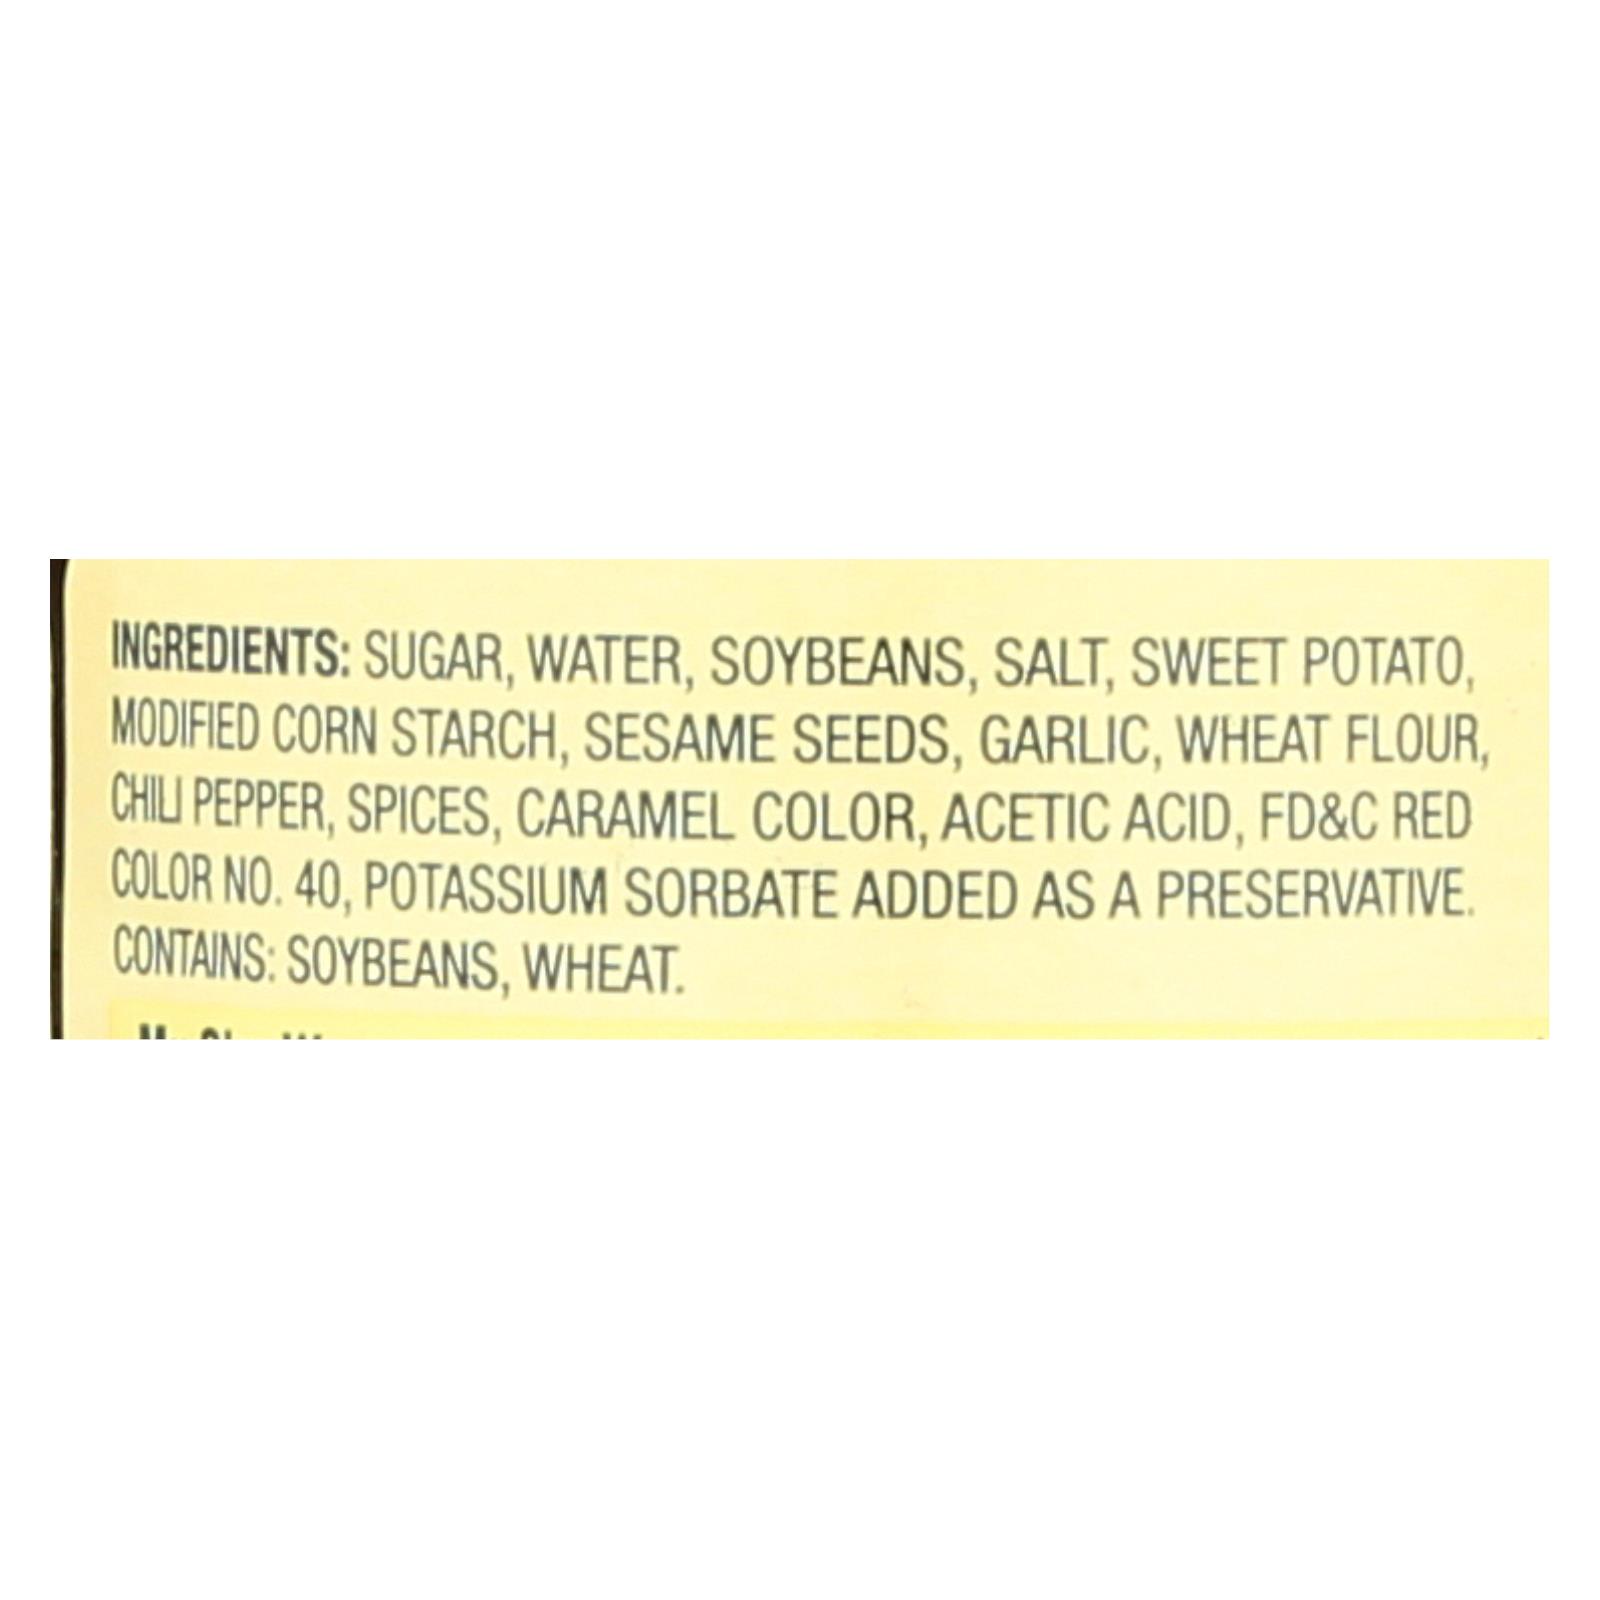 INGREDIENTS: SUGAR, WATER, SOYBEANS, SALT, SWEET POTATO,
MODIFIED CORN STARCH, SESAME SEEDS, GARLIC, WHEAT FLOUR,
CHILI PEPPER, SPICES, CARAMEL COLOR, ACETIC ACID, FD&C RED
COLOR NO. 40, POTASSIUM SORBATE ADDED AS A PRESERVATIVE.
CONTAINS: SOYBEANS, WHEAT.